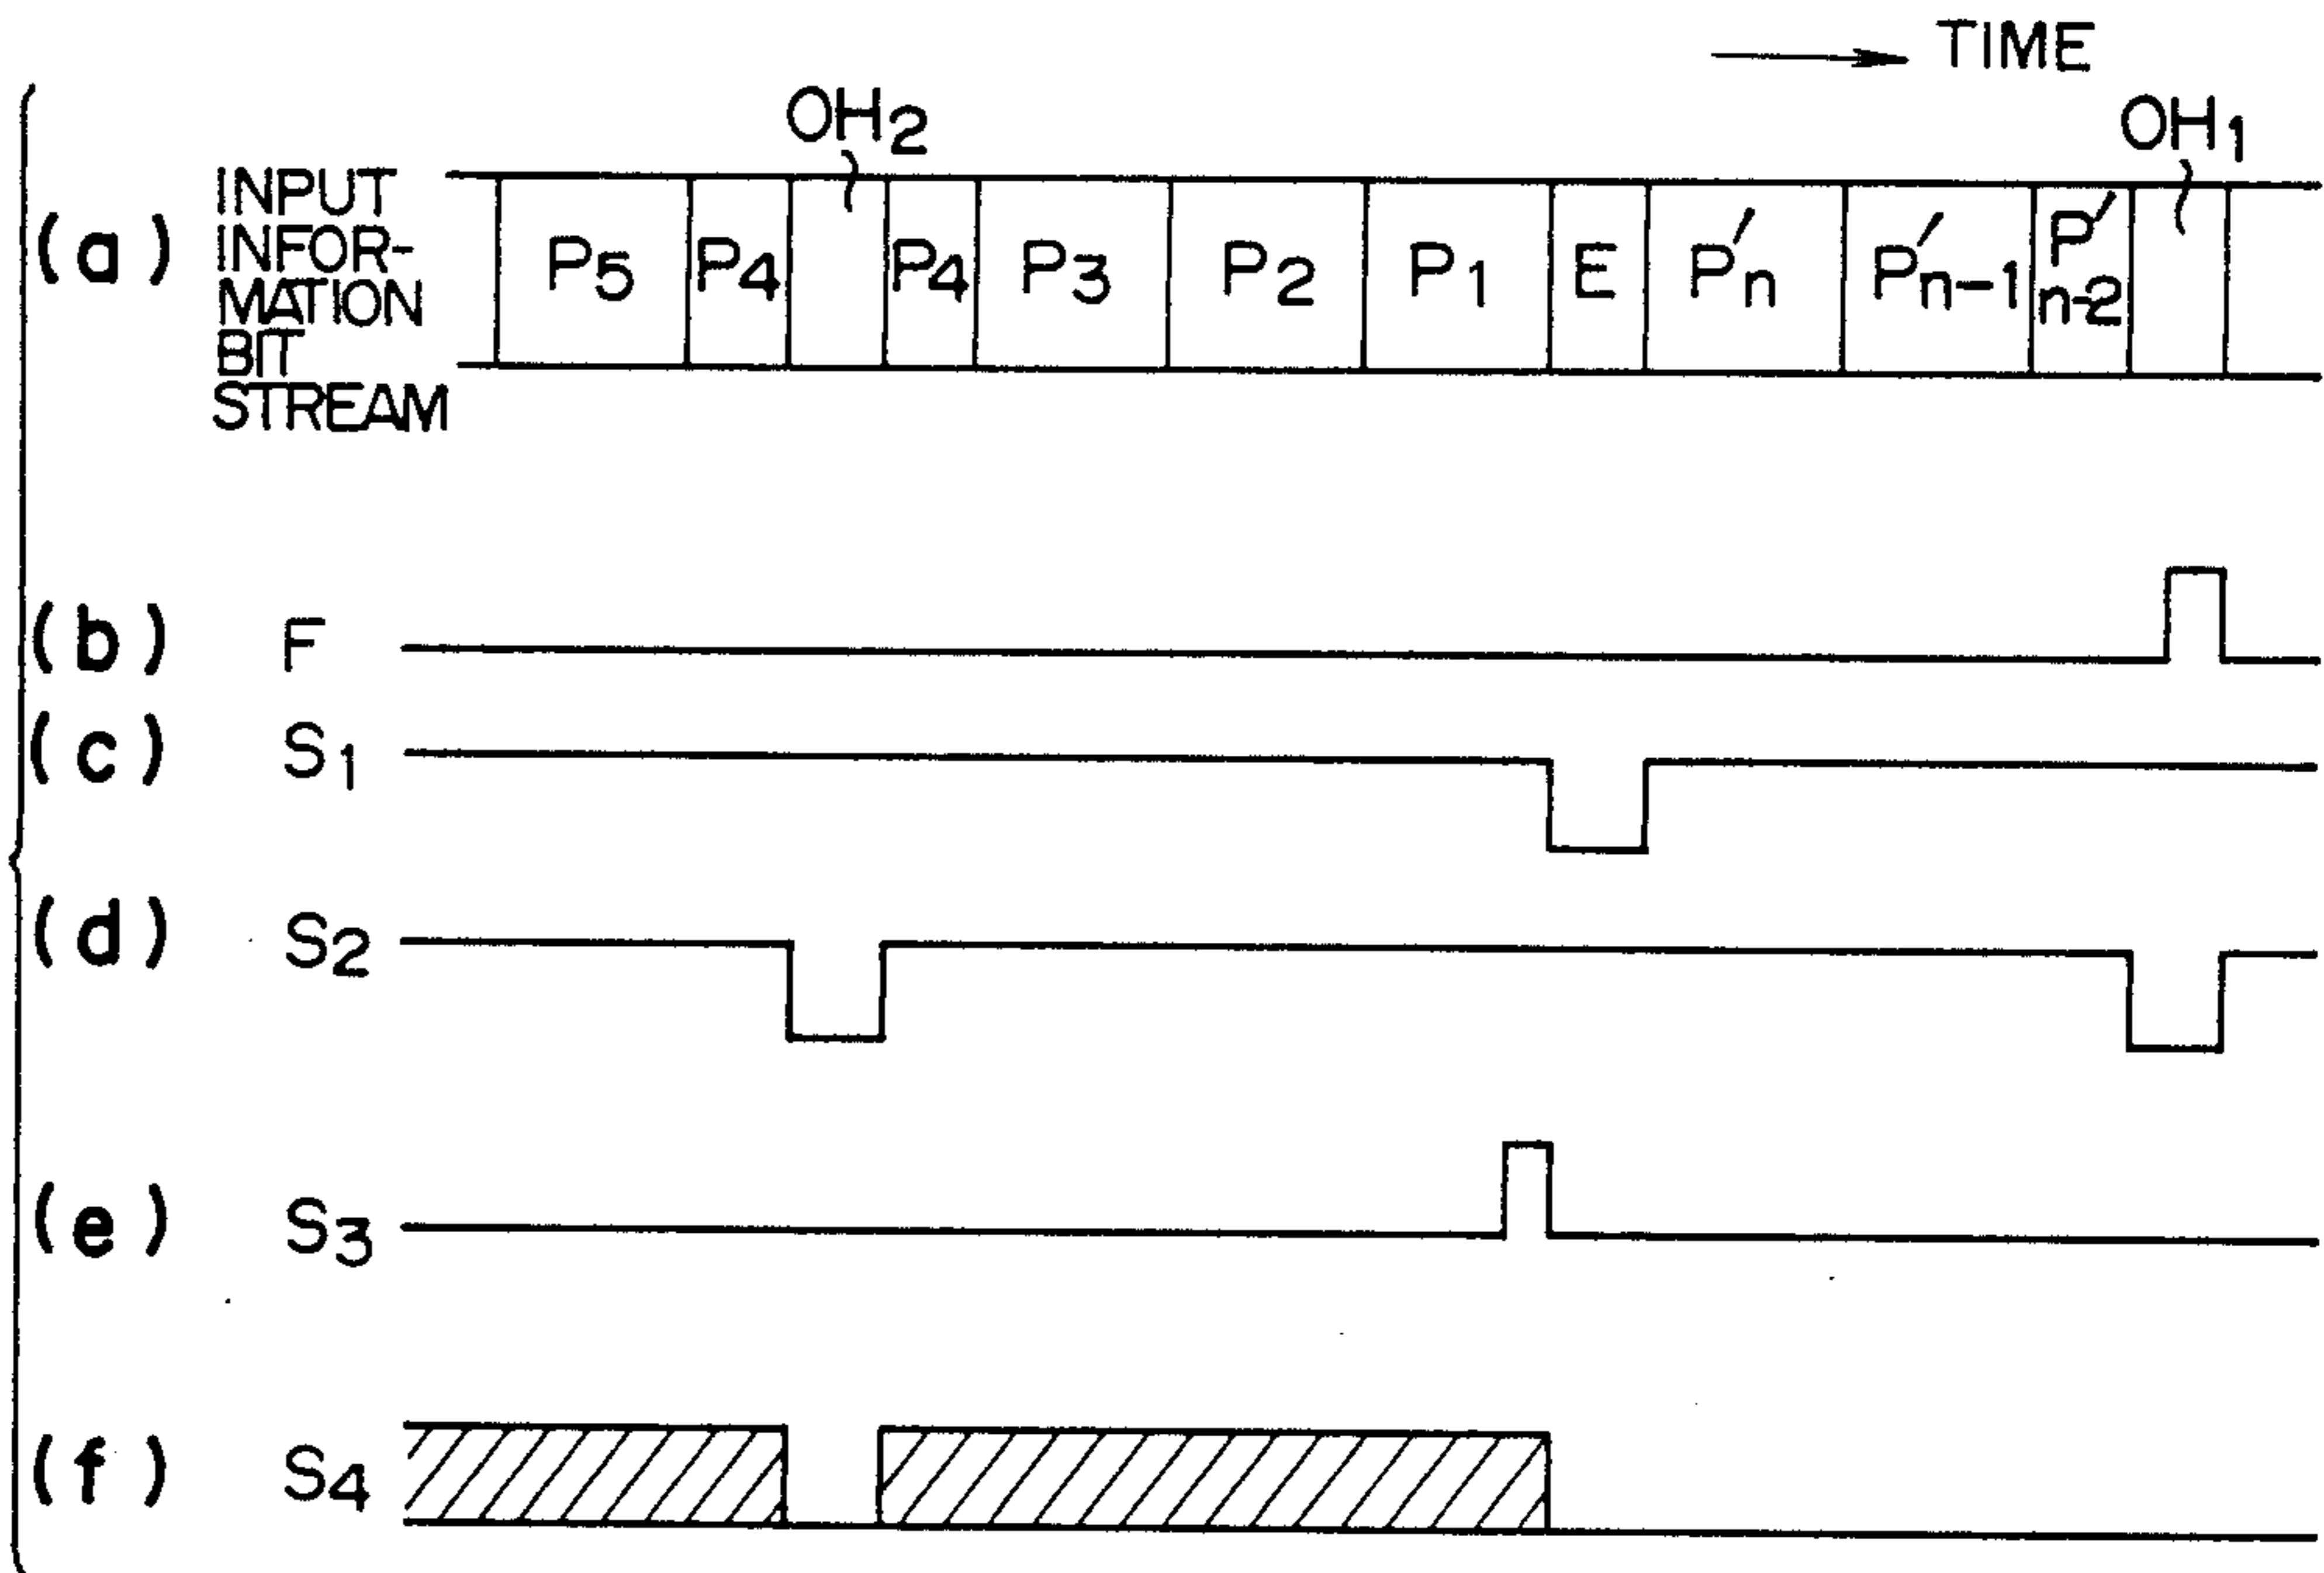 TIME
OH2
OH1
(a)
INPUT
INFOR-
MATION
BIT
STREAM
P5
P4
P4
P3
P2
P1
E
P'n
P'n-1
P'
n-2
(b) F
(c) S1
(d) S2
(e) S3
(f) S4